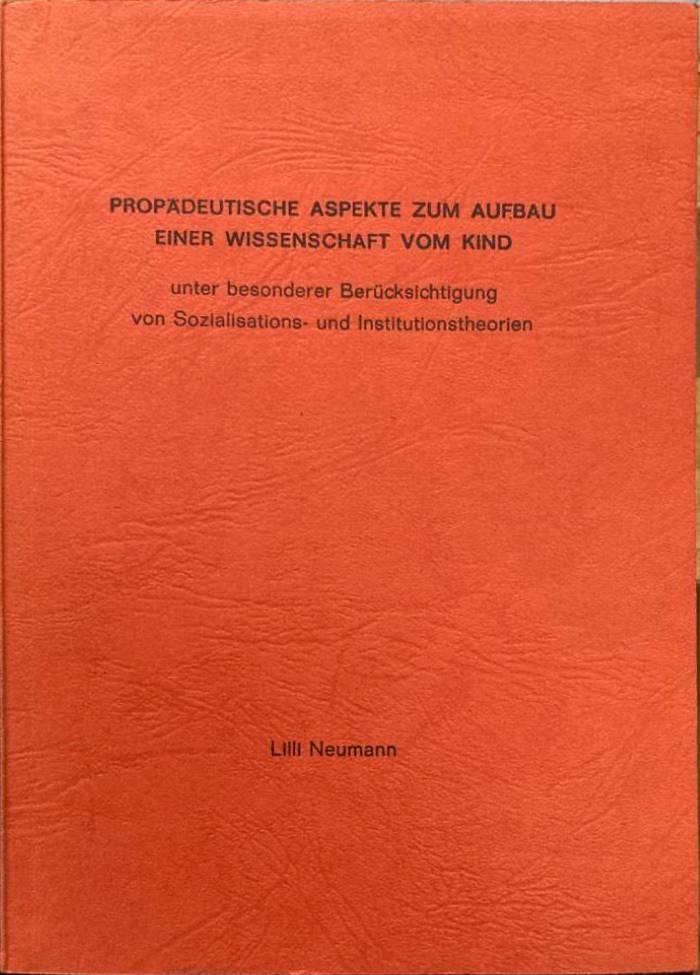 PROPÄDEUTISCHE ASPEKTE ZUM AUFBAU
EINER WISSENSCHAFT VOM KIND
unter besonderer Berücksichtigung
von Sozialisations- und Institutionstheorien
Lilli Neumann